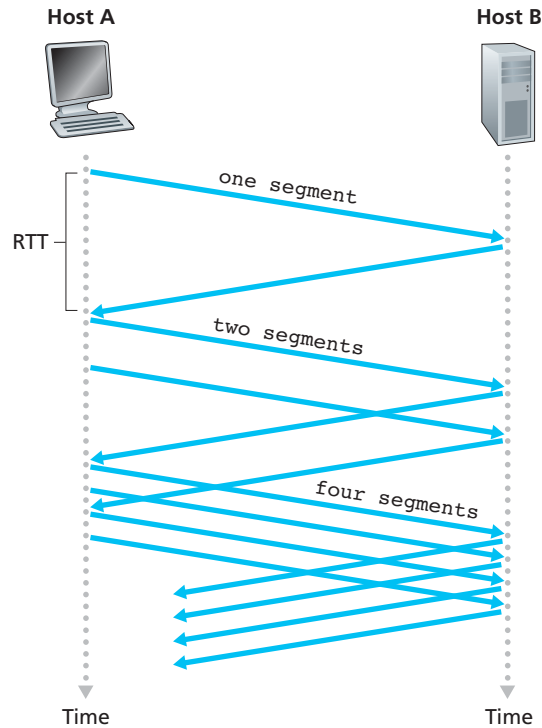 Host A
Host B
one segment
RTT
two segments
four segments
Time
Time